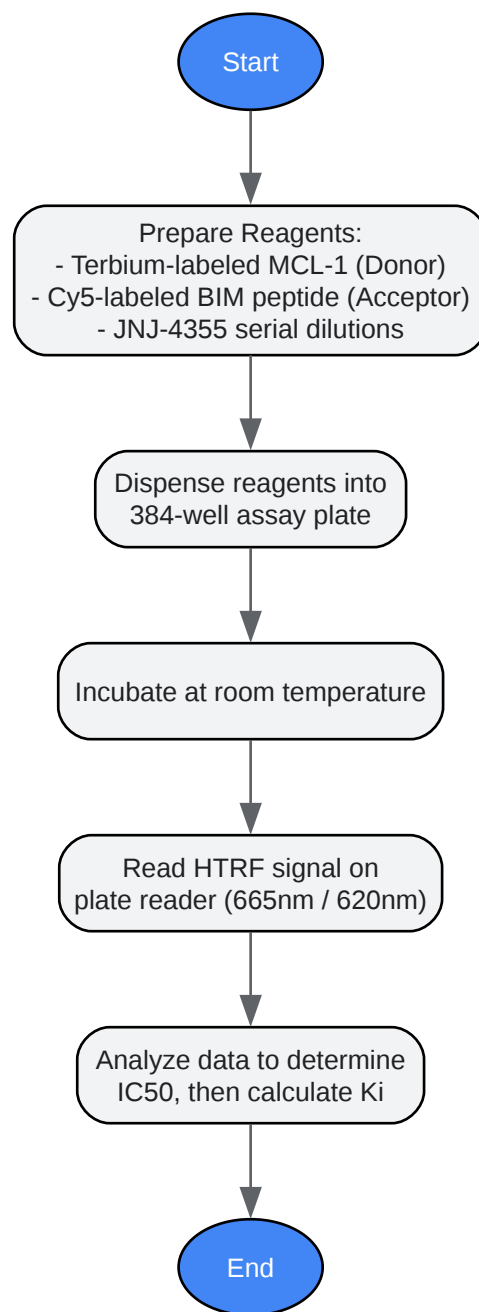 Start
Prepare Reagents:
- Terbium-labeled MCL-1 (Donor)
- Cy5-labeled BIM peptide (Acceptor)
- JNJ-4355 serial dilutions
Dispense reagents into
384-well assay plate
Incubate at room temperature
Read HTRF signal on
plate reader (665nm / 620nm)
Analyze data to determine
IC50, then calculate Ki
End